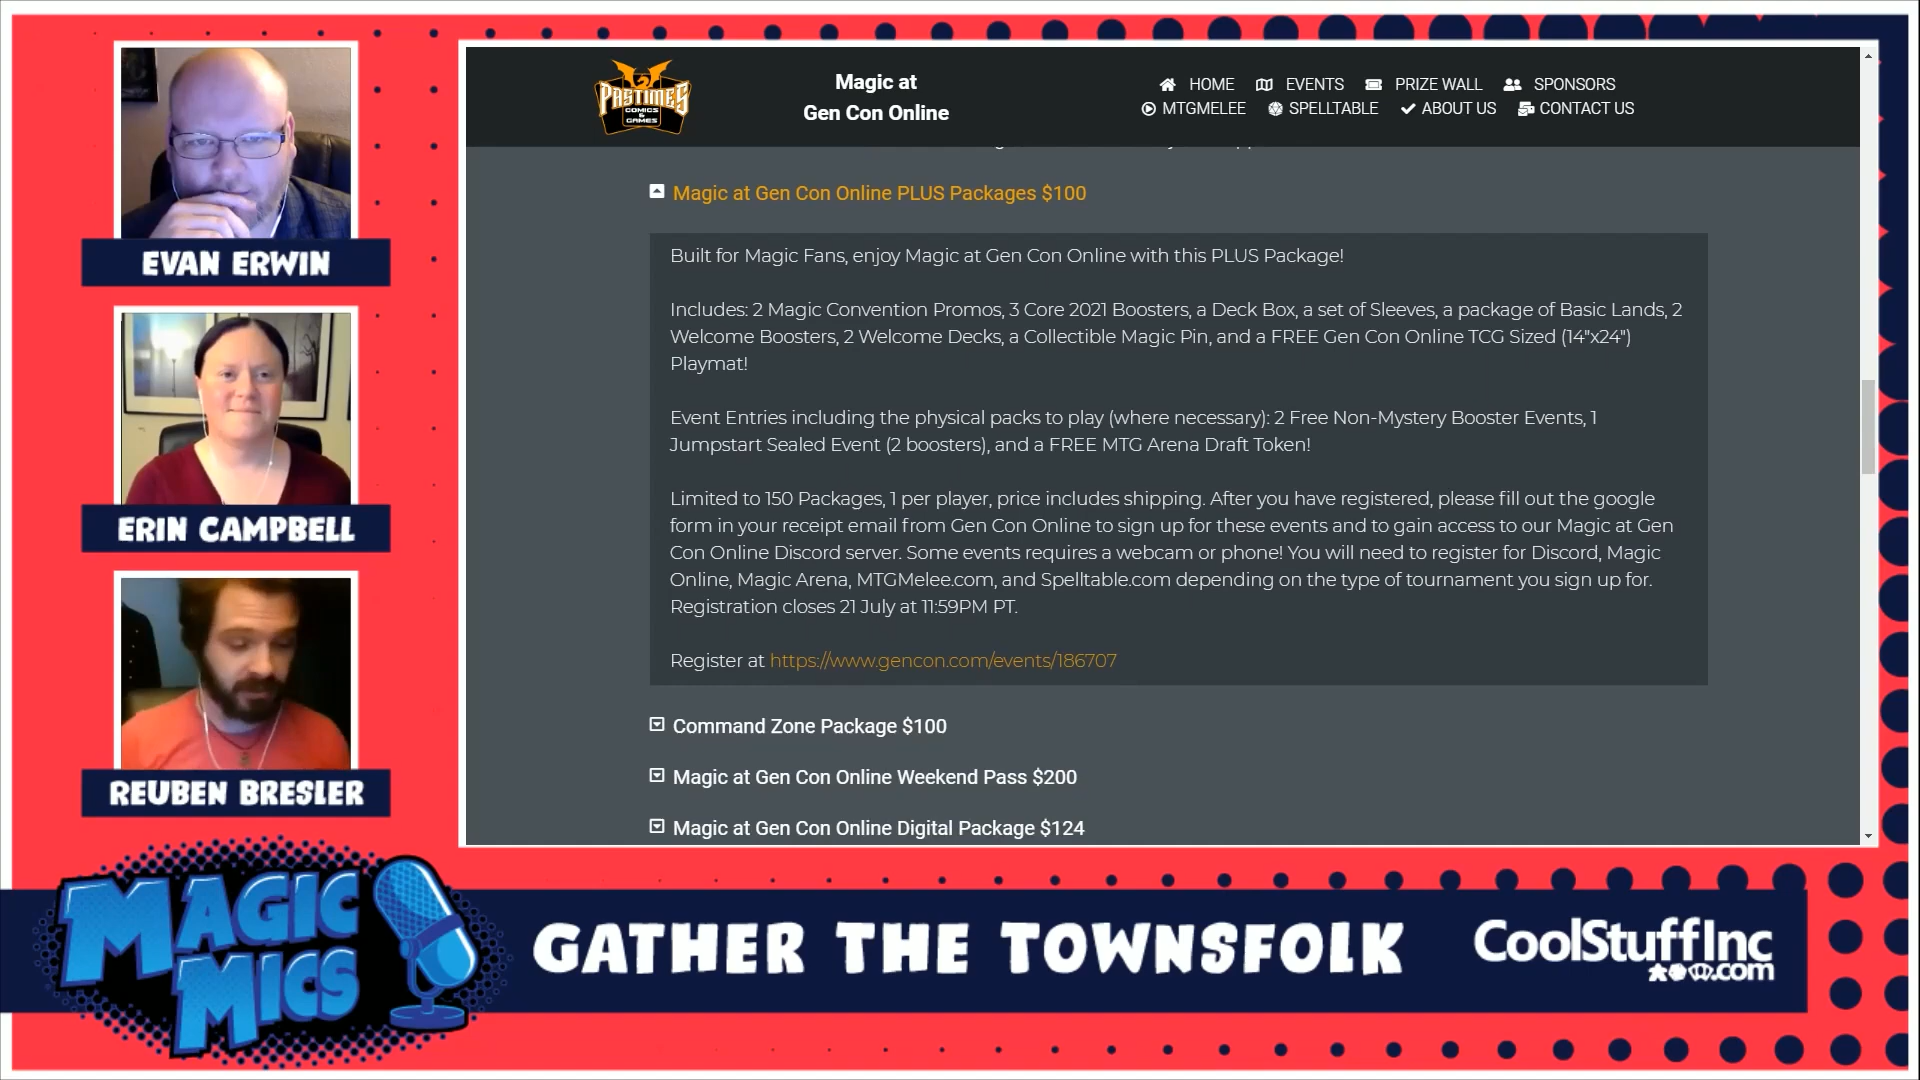 EVAN ERWIN
ERIN CAMPBELL
REUBEN BRESLER
PASTIMES
COMICS
&
GAMES
Magic at
Gen Con Online
HOME EVENTS PRIZE WALL SPONSORS
MTGMELEE SPELLTABLE ABOUT US CONTACT US
Magic at Gen Con Online PLUS Packages $100
Built for Magic Fans, enjoy Magic at Gen Con Online with this PLUS Package!
Includes: 2 Magic Convention Promos, 3 Core 2021 Boosters, a Deck Box, a set of Sleeves, a package of Basic Lands, 2
Welcome Boosters, 2 Welcome Decks, a Collectible Magic Pin, and a FREE Gen Con Online TCG Sized (14"x24")
Playmat!
Event Entries including the physical packs to play (where necessary): 2 Free Non-Mystery Booster Events, 1
Jumpstart Sealed Event (2 boosters), and a FREE MTG Arena Draft Token!
Limited to 150 Packages, 1 per player, price includes shipping. After you have registered, please fill out the google
form in your receipt email from Gen Con Online to sign up for these events and to gain access to our Magic at Gen
Con Online Discord server. Some events requires a webcam or phone! You will need to register for Discord, Magic
Online, Magic Arena, MTGMelee.com, and Spelltable.com depending on the type of tournament you sign up for.
Registration closes 21 July at 11:59PM PT.
Register at https://www.gencon.com/events/186707
Command Zone Package $100
Magic at Gen Con Online Weekend Pass $200
Magic at Gen Con Online Digital Package $124
MAGIC
MICS
GATHER THE TOWNSFOLK
CoolStuffInc
.com